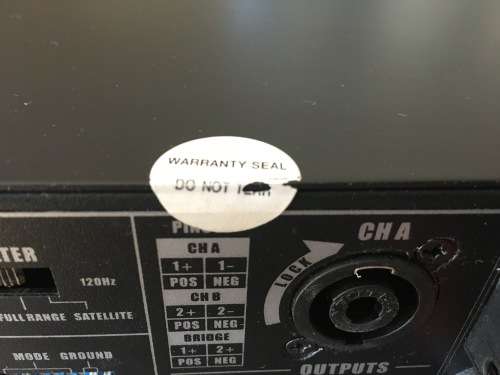 WARRANTY SEAL
DO NOT TEAR
CH A
CH A
1+ 1-
POS NEG
CH B
2+ 2-
POS NEG
BRIDGE
1+ 2+
POS NEG
LOCK
120Hz
FULL RANGE SATELLITE
MODE GROUND
OUTPUTS